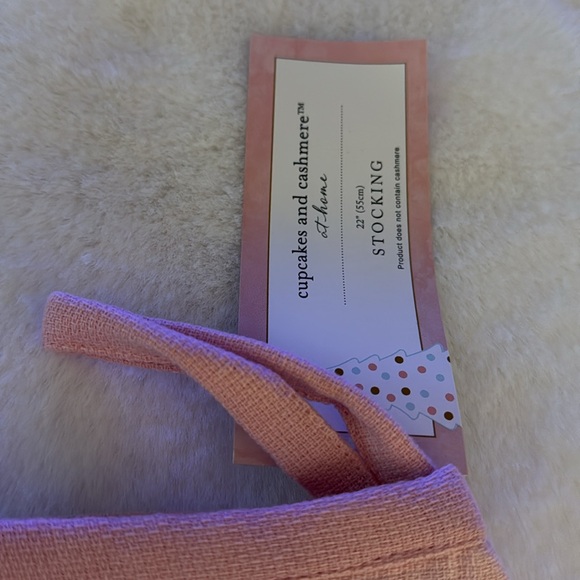 cupcakes and cashmere™
at home
22" (55cm)
STOCKING
Product does not contain cashmere.